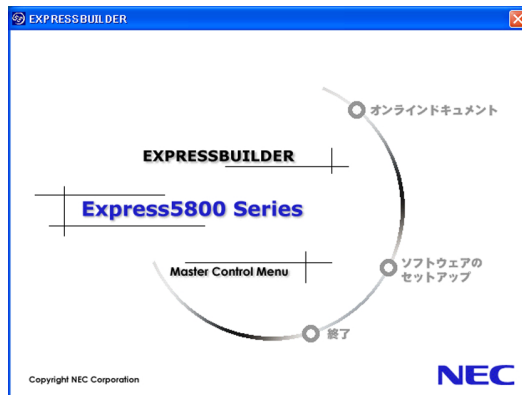 EXPRESSBUILDER
オンラインドキュメント
EXPRESSBUILDER
Express5800 Series
ソフトウェアの
セットアップ
Master Control Menu
終了
Copyright NEC Corporation
NEC